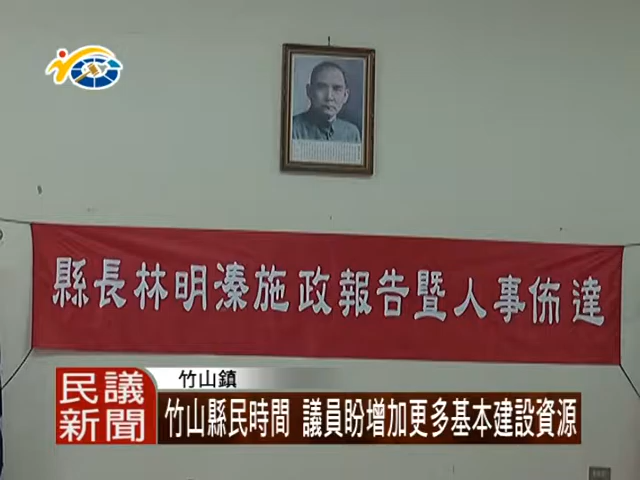 縣長林明溱施政報告暨人事佈達
民議
新聞
竹山鎮
竹山縣民時間 議員盼增加更多基本建設資源